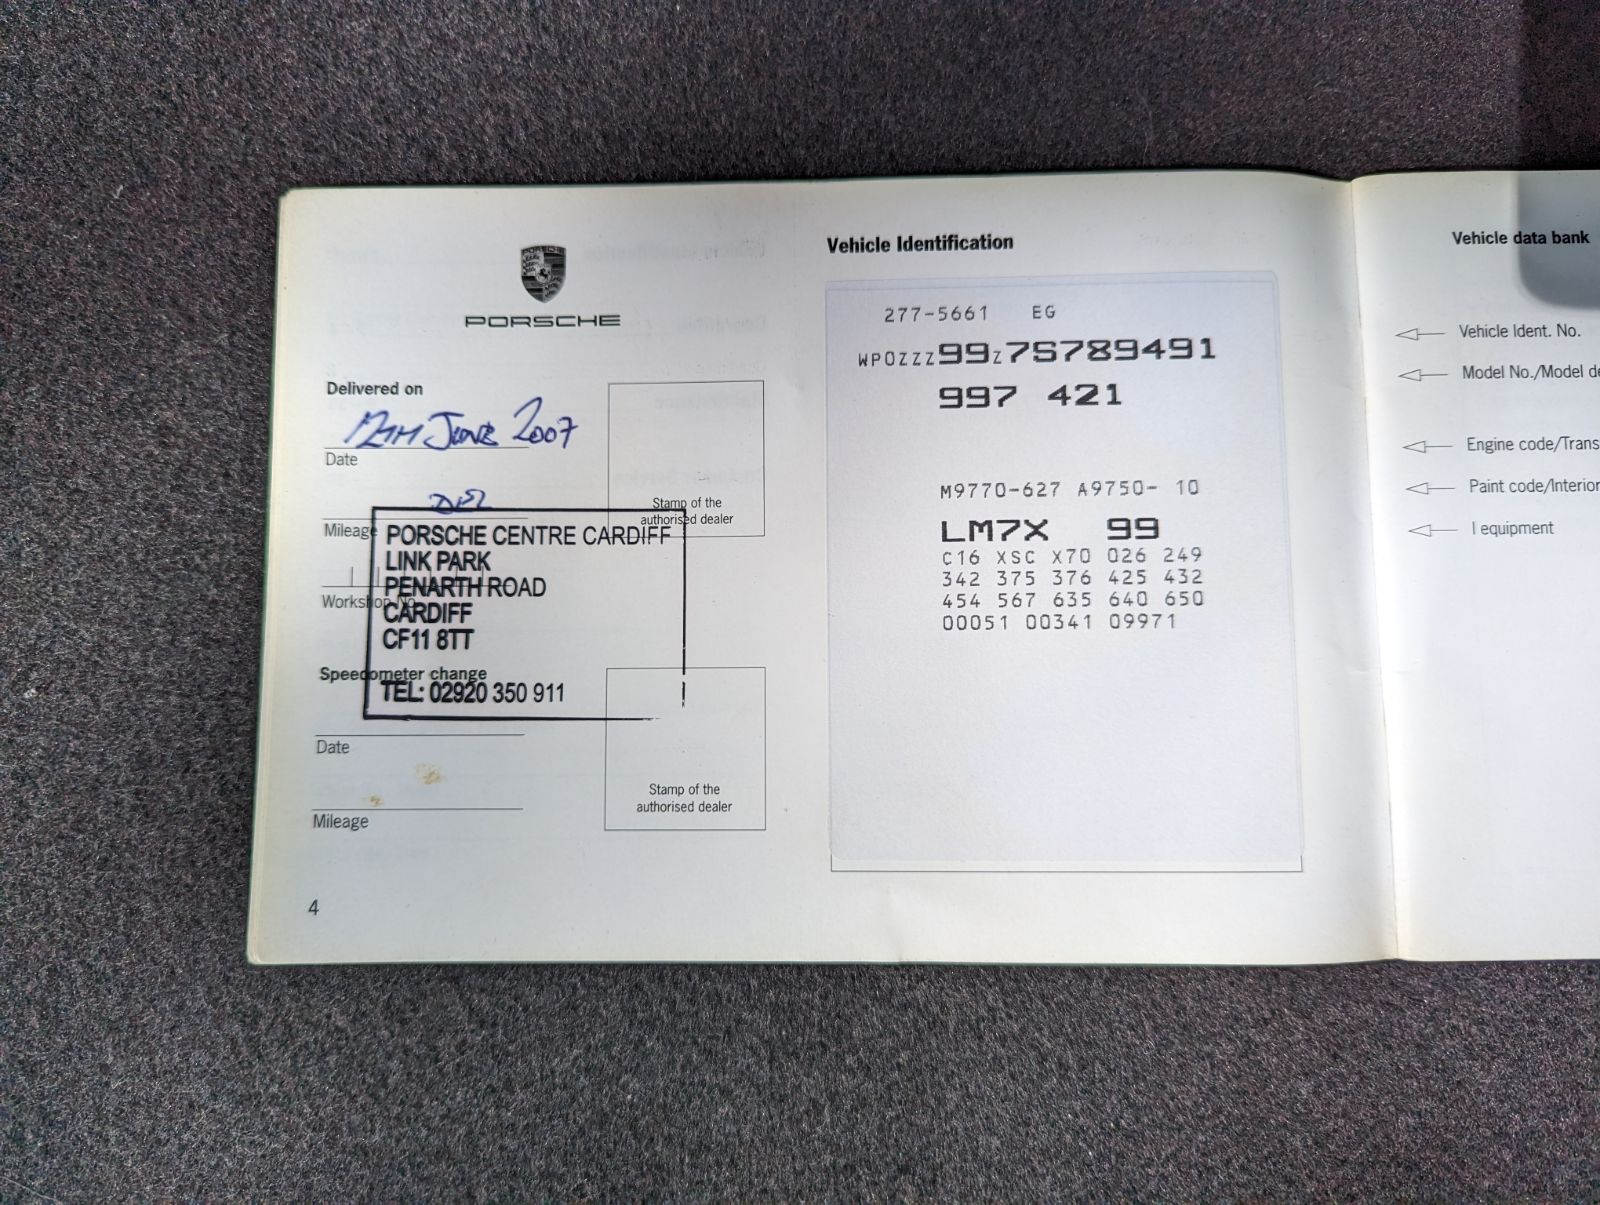 PORSCHE
Delivered on
12TH JUNE 2007
Date
DEL
Mileage
Workshop No.
PORSCHE CENTRE CARDIFF
LINK PARK
PENARTH ROAD
CARDIFF
CF11 8TT
TEL: 02920 350 911
Stamp of the
authorised dealer
Speedometer change
Date
Mileage
Stamp of the
authorised dealer
4
Vehicle Identification
277-5661 EG
WP0ZZZ99Z7S789491
997 421
M9770-627 A9750- 10
LM7X 99
C16 XSC X70 026 249
342 375 376 425 432
454 567 635 640 650
00051 00341 09971
Vehicle data bank
Vehicle Ident. No.
Model No./Model de
Engine code/Trans
Paint code/Interior
I equipment